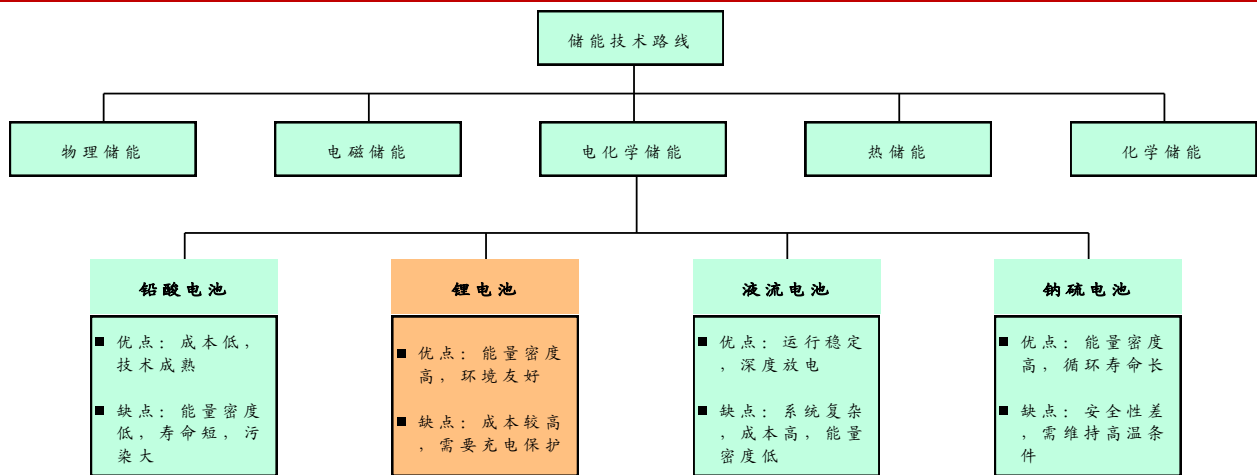 储能技术路线
物理储能
电磁储能
电化学储能
热储能
化学储能
铅酸电池
■ 优点：成本低，
技术成熟
■ 缺点：能量密度
低，寿命短，污
染大
锂电池
■ 优点：能量密度
高，环境友好
■ 缺点：成本较高
，需要充电保护
液流电池
■ 优点：运行稳定
，深度放电
■ 缺点：系统复杂
，成本高，能量
密度低
钠硫电池
■ 优点：能量密度
高，循环寿命长
■ 缺点：安全性差
，需维持高温条
件